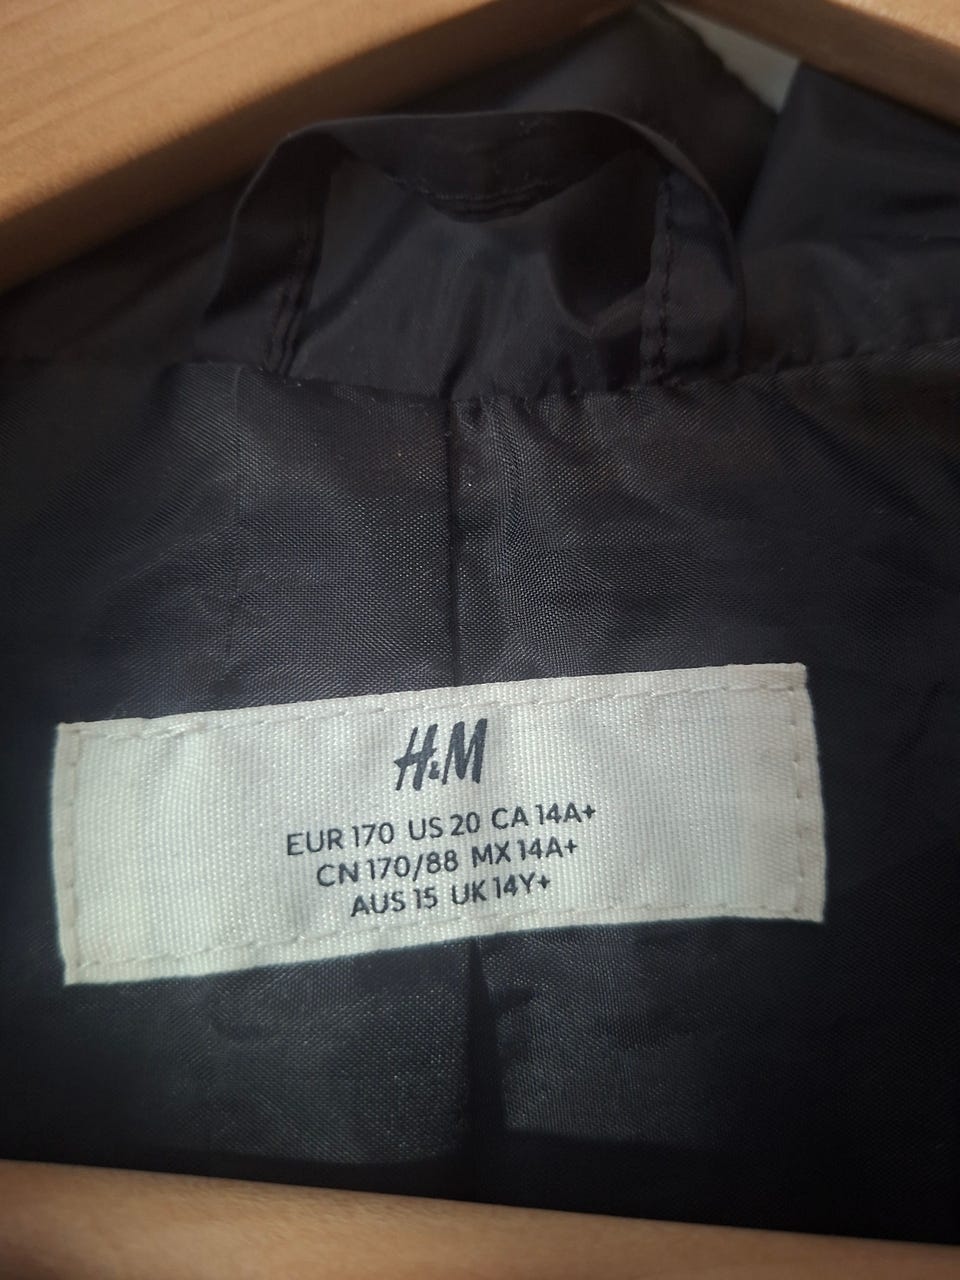 H&M
EUR 170 US 20 CA 14A+
CN 170/88 MX 14A+
AUS 15 UK 14Y+